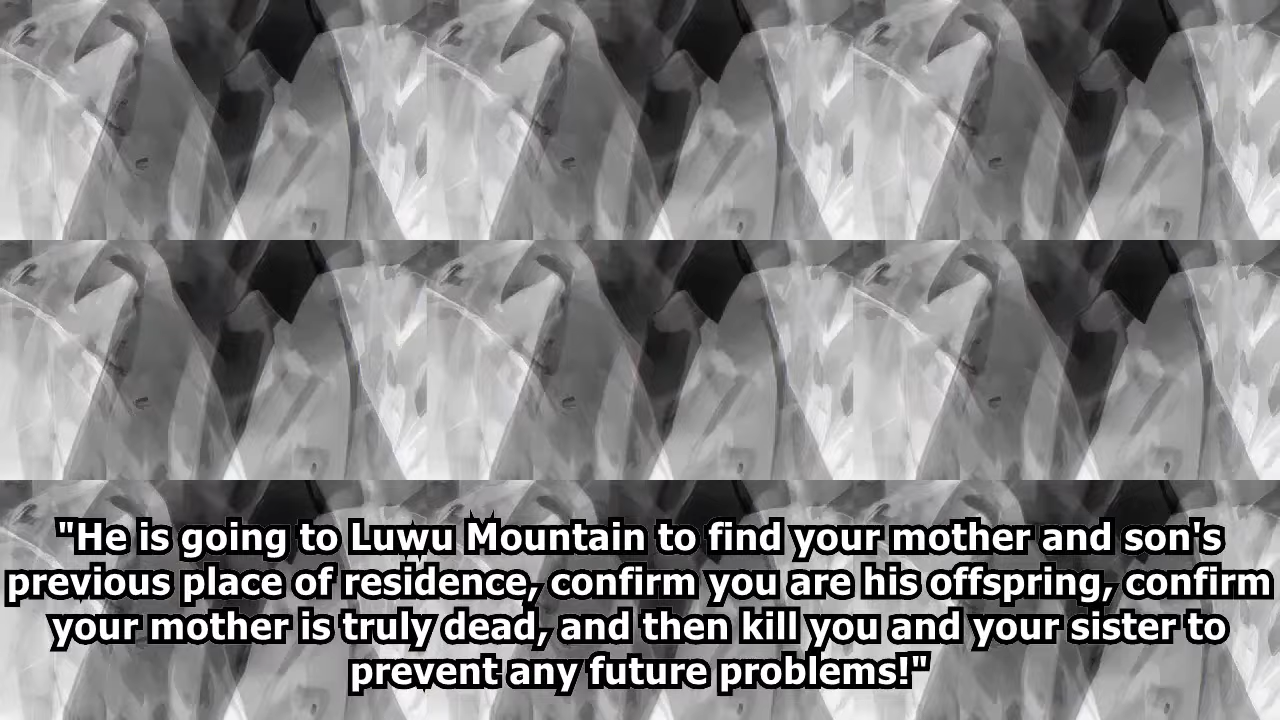 "He is going to Luwu Mountain to find your mother and son's
previous place of residence, confirm you are his offspring, confirm
your mother is truly dead, and then kill you and your sister to
prevent any future problems!"